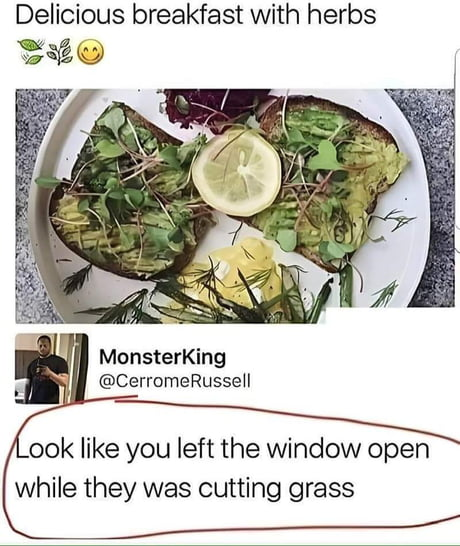 Delicious breakfast with herbs
🌿🌿😊
MonsterKing
@CerromeRussell
Look like you left the window open
while they was cutting grass